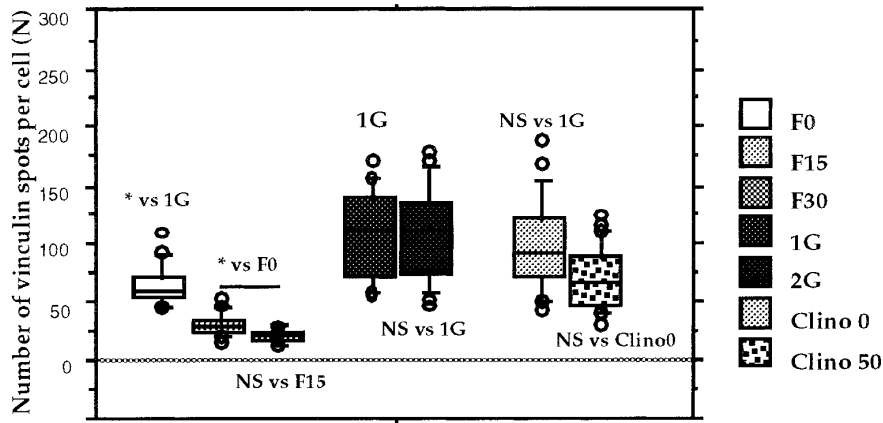 Number of vinculin spots per cell (N)
300
250
200
150
100
50
0
* vs 1G
* vs F0
NS vs F15
1G
NS vs 1G
NS vs 1G
NS vs Clino0
F0
F15
F30
1G
2G
Clino 0
Clino 50